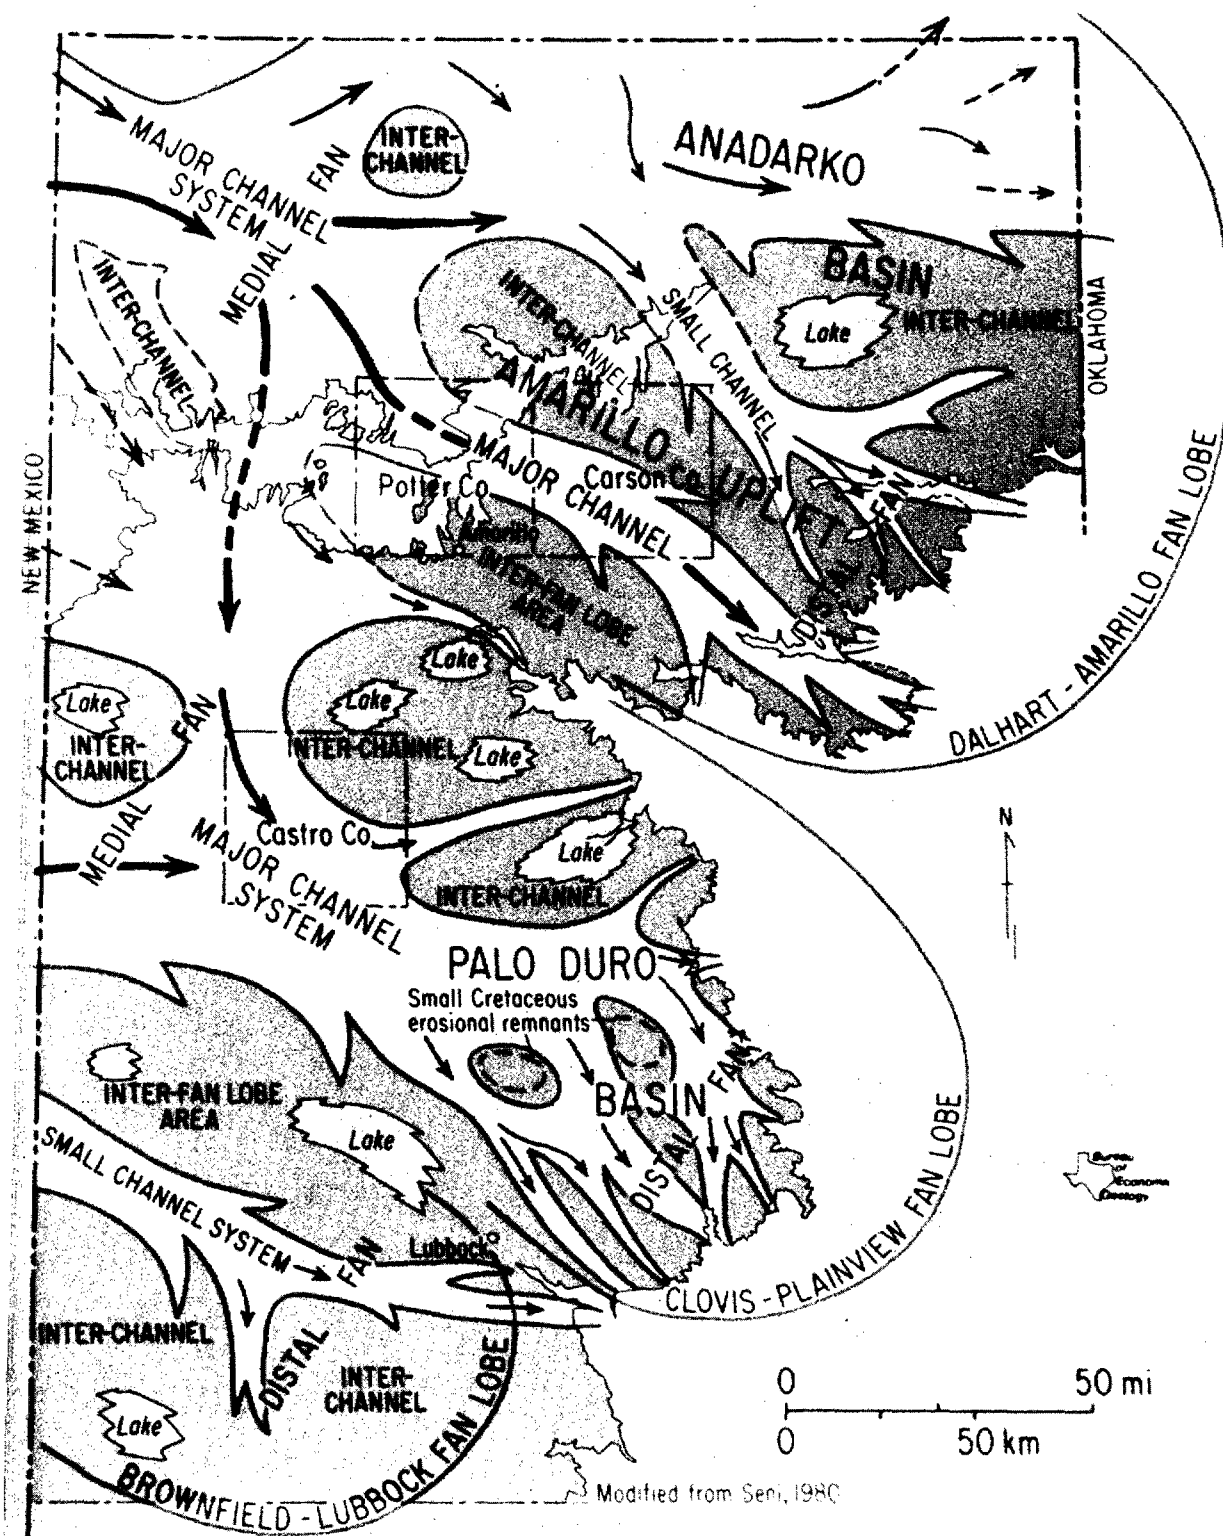 INTER-
CHANNEL
ANADARKO
MAJOR CHANNEL
SYSTEM
MEDIAL FAN
BASIN
INTER-CHANNEL
INTER-CHANNEL
SMALL CHANNEL
Lake
INTER-CHANNEL
OKLAHOMA
AMARILLO UPLIFT
MAJOR CHANNEL
Potter Co.
Carson Co.
Amarillo
INTER-FAN LOBE
AREA
DISTAL FAN
NEW MEXICO
DALHART - AMARILLO FAN LOBE
Lake
Lake
Lake
INTER-
CHANNEL
INTER-CHANNEL
Lake
MEDIAL FAN
Castro Co.
MAJOR CHANNEL
SYSTEM
Lake
INTER-CHANNEL
N
PALO DURO
Small Cretaceous
erosional remnants
BASIN
DISTAL FAN
INTER-FAN LOBE
AREA
Lake
SMALL CHANNEL SYSTEM
Lubbock
Bureau
of
Economic
Geology
CLOVIS - PLAINVIEW FAN LOBE
INTER-CHANNEL
DISTAL FAN
INTER-
CHANNEL
Lake
BROWNFIELD - LUBBOCK FAN LOBE
0 50 mi
0 50 km
Modified from Seni, 1980